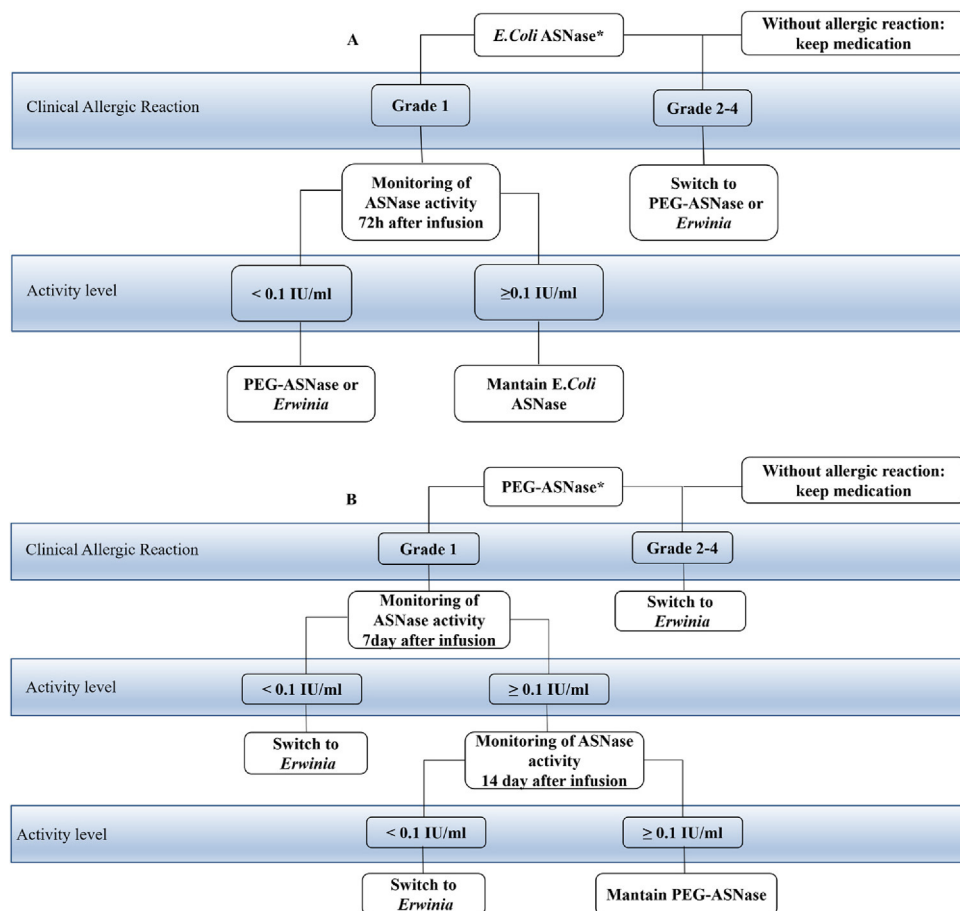 A
E.Coli ASNase*
Without allergic reaction:
keep medication
Clinical Allergic Reaction
Grade 1
Grade 2-4
Monitoring of
ASNase activity
72h after infusion
Switch to
PEG-ASNase or
Erwinia
Activity level
< 0.1 IU/ml
≥0.1 IU/ml
PEG-ASNase or
Erwinia
Mantain E.Coli
ASNase
B
PEG-ASNase*
Without allergic reaction:
keep medication
Clinical Allergic Reaction
Grade 1
Grade 2-4
Monitoring of
ASNase activity
7day after infusion
Switch to
Erwinia
Activity level
< 0.1 IU/ml
≥ 0.1 IU/ml
Switch to
Erwinia
Monitoring of ASNase
activity
14 day after infusion
Activity level
< 0.1 IU/ml
≥ 0.1 IU/ml
Switch to
Erwinia
Mantain PEG-ASNase